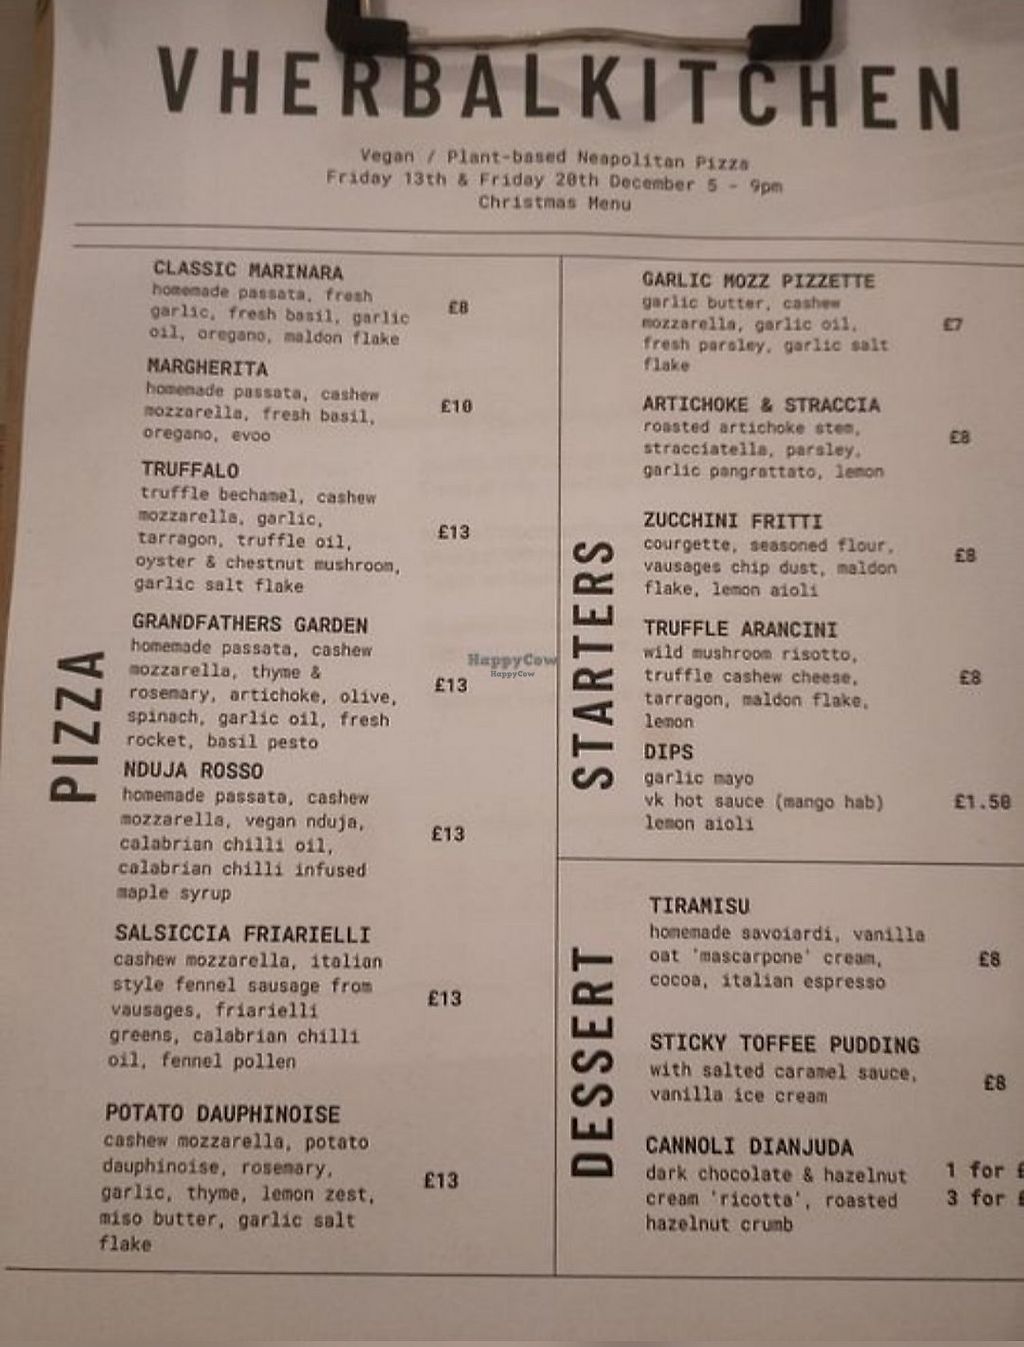 VHERBALKITCHEN
Vegan / Plant-based Neapolitan Pizza
Friday 13th & Friday 20th December 5 - 9pm
Christmas Menu
PIZZA
CLASSIC MARINARA
homemade passata, fresh
garlic, fresh basil, garlic
oil, oregano, maldon flake
£8
MARGHERITA
homemade passata, cashew
mozzarella, fresh basil,
oregano, evoo
£10
TRUFFALO
truffle bechamel, cashew
mozzarella, garlic,
tarragon, truffle oil,
oyster & chestnut mushroom,
garlic salt flake
£13
GRANDFATHERS GARDEN
homemade passata, cashew
mozzarella, thyme &
rosemary, artichoke, olive,
spinach, garlic oil, fresh
rocket, basil pesto
£13
NDUJA ROSSO
homemade passata, cashew
mozzarella, vegan nduja,
calabrian chilli oil,
calabrian chilli infused
maple syrup
£13
SALSICCIA FRIARIELLI
cashew mozzarella, italian
style fennel sausage from
vausages, friarielli
greens, calabrian chilli
oil, fennel pollen
£13
POTATO DAUPHINOISE
cashew mozzarella, potato
dauphinoise, rosemary,
garlic, thyme, lemon zest,
miso butter, garlic salt
flake
£13
STARTERS
GARLIC MOZZ PIZZETTE
garlic butter, cashew
mozzarella, garlic oil,
fresh parsley, garlic salt
flake
£7
ARTICHOKE & STRACCIA
roasted artichoke stem,
stracciatella, parsley,
garlic pangrattato, lemon
£8
ZUCCHINI FRITTI
courgette, seasoned flour,
vausages chip dust, maldon
flake, lemon aioli
£8
TRUFFLE ARANCINI
wild mushroom risotto,
truffle cashew cheese,
tarragon, maldon flake,
lemon
£8
DIPS
garlic mayo
vk hot sauce (mango hab)
lemon aioli
£1.50
DESSERT
TIRAMISU
homemade savoiardi, vanilla
oat 'mascarpone' cream,
cocoa, italian espresso
£8
STICKY TOFFEE PUDDING
with salted caramel sauce,
vanilla ice cream
£8
CANNOLI DIANJUDA
dark chocolate & hazelnut
cream 'ricotta', roasted
hazelnut crumb
1 for £
3 for £
HappyCow
HappyCow